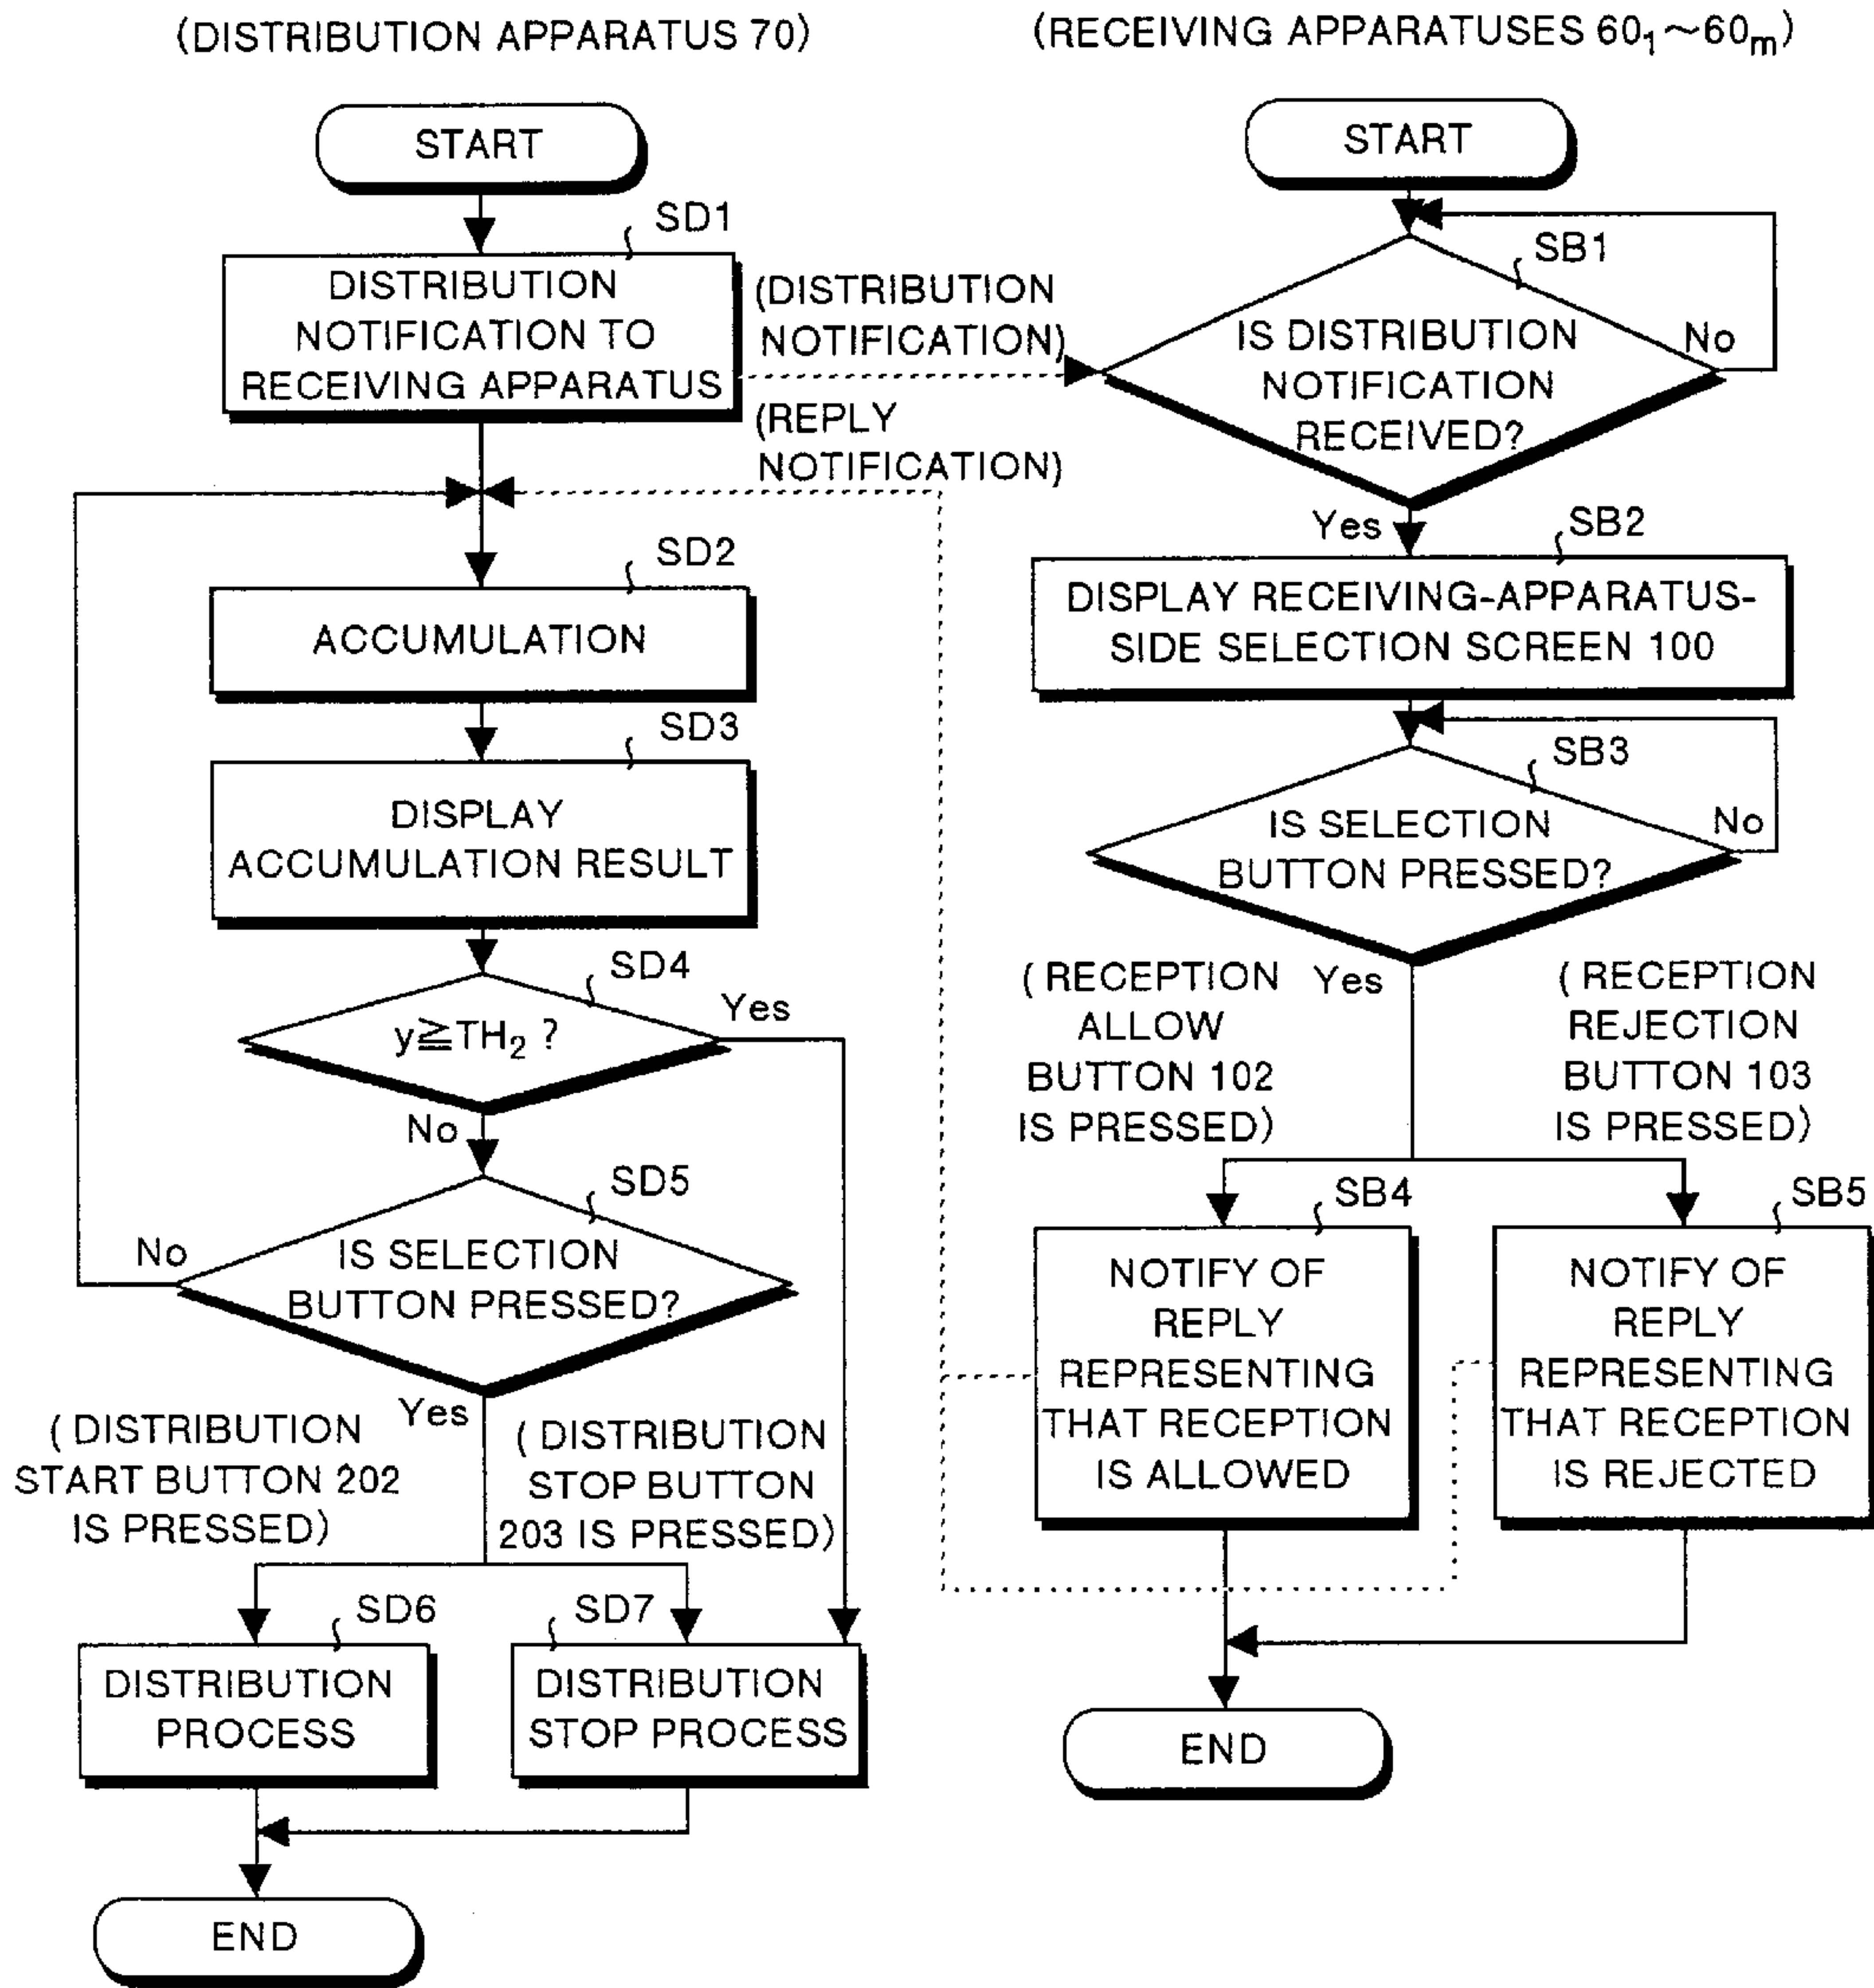 (DISTRIBUTION APPARATUS 70)
START
SD1
DISTRIBUTION
NOTIFICATION TO
RECEIVING APPARATUS
(DISTRIBUTION
NOTIFICATION)
(REPLY
NOTIFICATION)
SD2
ACCUMULATION
SD3
DISPLAY
ACCUMULATION RESULT
SD4
y≧TH₂ ?
Yes
No
SD5
IS SELECTION
BUTTON PRESSED?
No
Yes
( DISTRIBUTION
START BUTTON 202
IS PRESSED)
( DISTRIBUTION
STOP BUTTON
203 IS PRESSED)
SD6
DISTRIBUTION
PROCESS
SD7
DISTRIBUTION
STOP PROCESS
END
(RECEIVING APPARATUSES 60₁~60ₘ)
START
SB1
IS DISTRIBUTION
NOTIFICATION
RECEIVED?
No
Yes
SB2
DISPLAY RECEIVING-APPARATUS-
SIDE SELECTION SCREEN 100
SB3
IS SELECTION
BUTTON PRESSED?
No
Yes
( RECEPTION
ALLOW
BUTTON 102
IS PRESSED)
( RECEPTION
REJECTION
BUTTON 103
IS PRESSED)
SB4
NOTIFY OF
REPLY
REPRESENTING
THAT RECEPTION
IS ALLOWED
SB5
NOTIFY OF
REPLY
REPRESENTING
THAT RECEPTION
IS REJECTED
END